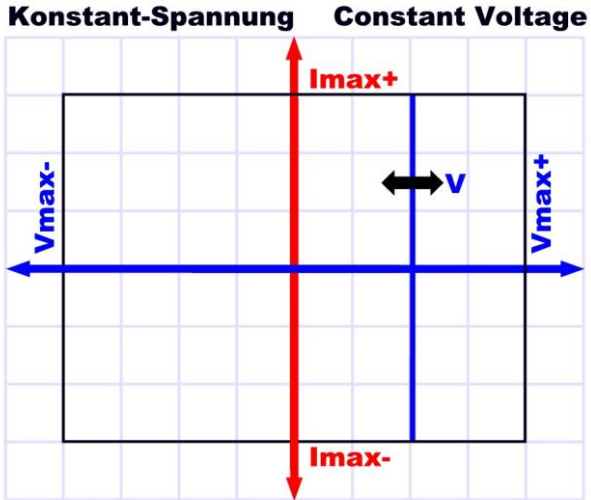 Konstant-Spannung Constant Voltage
Imax+
Vmax-
V
Vmax+
Imax-